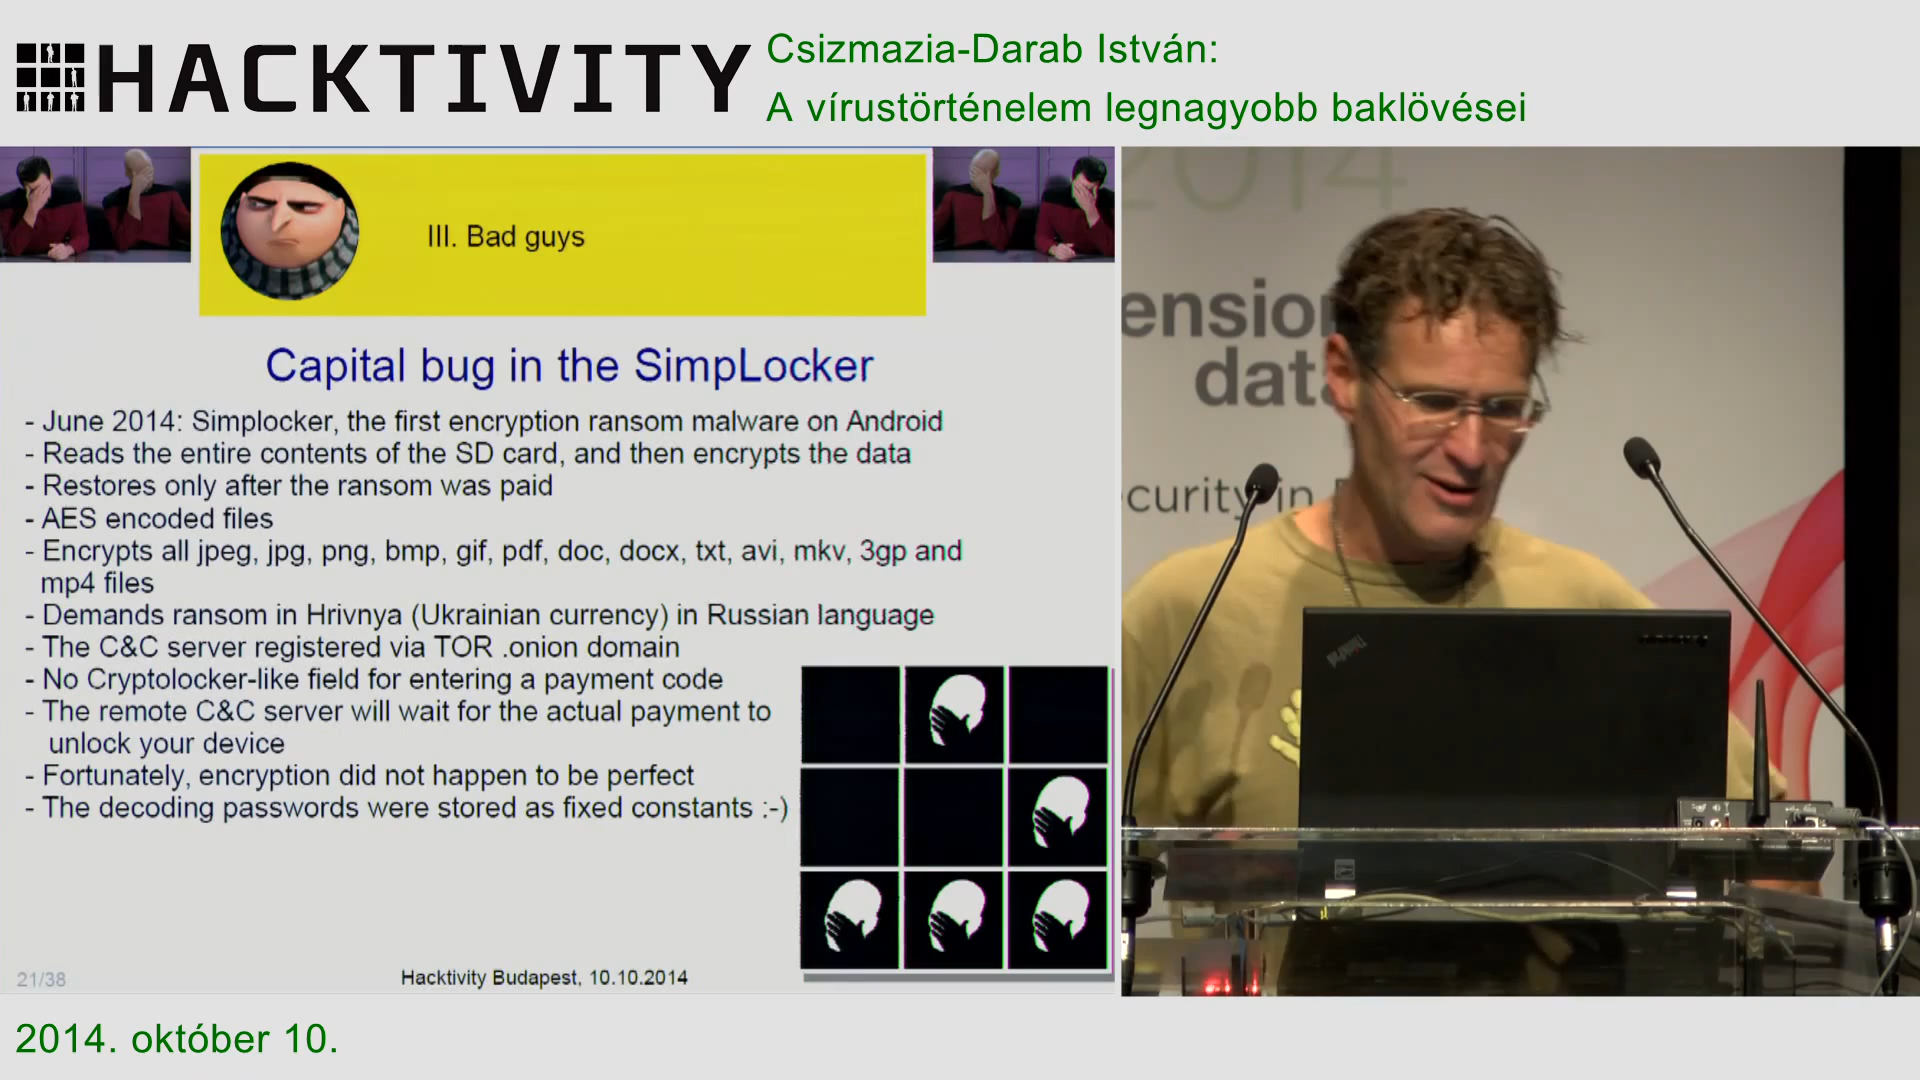 HACKTIVITY
Csizmazia-Darab István:
A vírustörténelem legnagyobb baklövései
III. Bad guys
Capital bug in the SimpLocker
- June 2014: Simplocker, the first encryption ransom malware on Android
- Reads the entire contents of the SD card, and then encrypts the data
- Restores only after the ransom was paid
- AES encoded files
- Encrypts all jpeg, jpg, png, bmp, gif, pdf, doc, docx, txt, avi, mkv, 3gp and
mp4 files
- Demands ransom in Hrivnya (Ukrainian currency) in Russian language
- The C&C server registered via TOR .onion domain
- No Cryptolocker-like field for entering a payment code
- The remote C&C server will wait for the actual payment to
unlock your device
- Fortunately, encryption did not happen to be perfect
- The decoding passwords were stored as fixed constants :-)
21/38
Hacktivity Budapest, 10.10.2014
2014
ension
data
curity in
ThinkPad
2014. október 10.